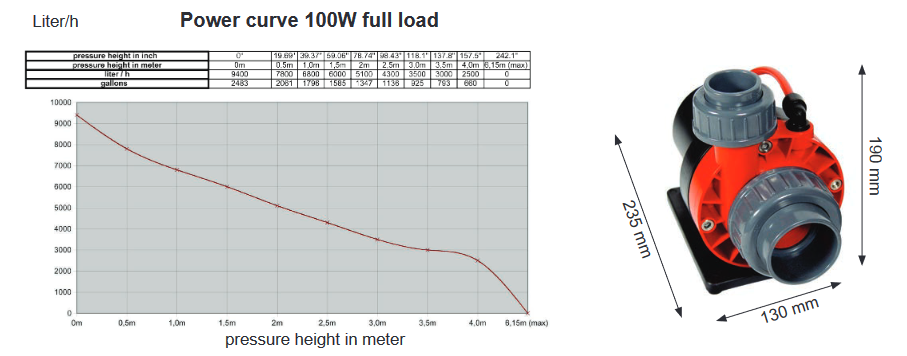 Liter/h
Power curve 100W full load
pressure height in inch 0" 19.69" 39.37" 59.06" 78.74" 98.43" 118.1" 137.8" 157.5" 242.1"
pressure height in meter 0m 0.5m 1,0m 1,5m 2m 2.5m 3,0m 3.5m 4.0m 6,15m (max)
liter / h 9400 7800 6800 6000 5100 4300 3500 3000 2500 0
gallons 2483 2061 1796 1585 1347 1136 925 793 660 0
10000
9000
8000
7000
6000
5000
4000
3000
2000
1000
0
0m 0,5m 1,0m 1,5m 2m 2,5m 3,0m 3,5m 4,0m 6,15m (max)
pressure height in meter
235 mm
190 mm
130 mm